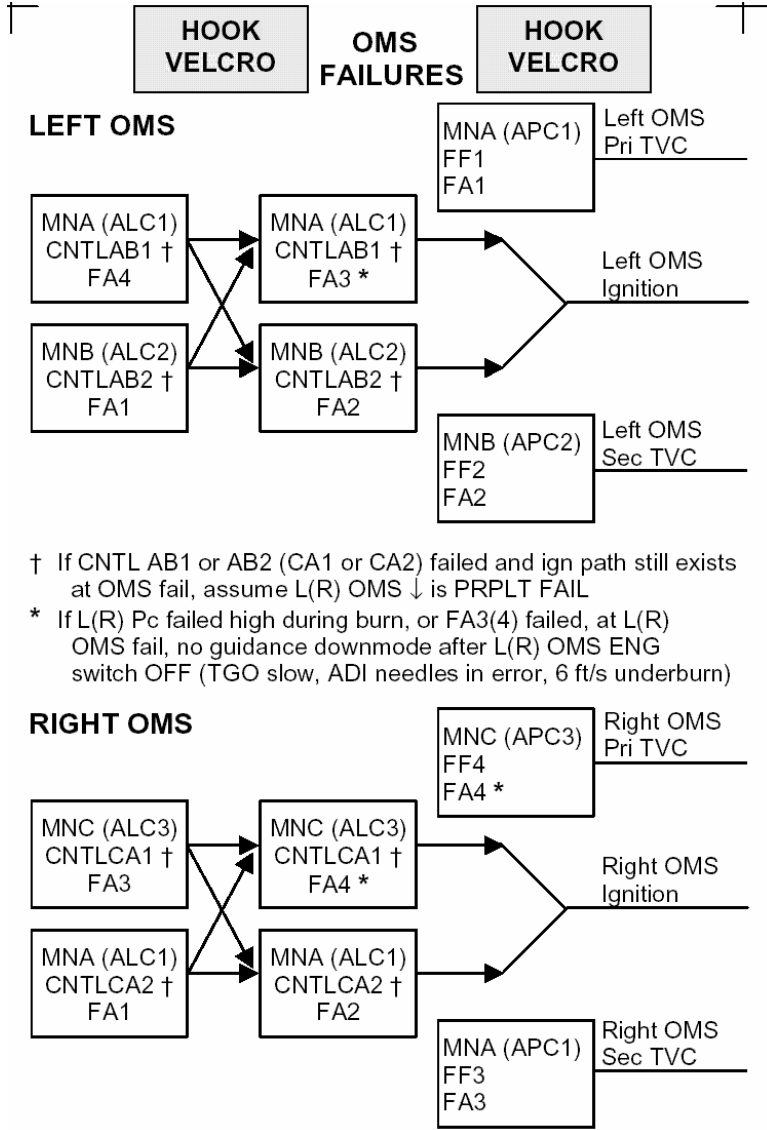 HOOK
VELCRO
OMS
FAILURES
HOOK
VELCRO
LEFT OMS
MNA (APC1)
FF1
FA1
Left OMS
Pri TVC
MNA (ALC1)
CNTLAB1 †
FA4
MNA (ALC1)
CNTLAB1 †
FA3 *
Left OMS
Ignition
MNB (ALC2)
CNTLAB2 †
FA1
MNB (ALC2)
CNTLAB2 †
FA2
MNB (APC2)
FF2
FA2
Left OMS
Sec TVC
† If CNTL AB1 or AB2 (CA1 or CA2) failed and ign path still exists
at OMS fail, assume L(R) OMS ↓ is PRPLT FAIL
* If L(R) Pc failed high during burn, or FA3(4) failed, at L(R)
OMS fail, no guidance downmode after L(R) OMS ENG
switch OFF (TGO slow, ADI needles in error, 6 ft/s underburn)
RIGHT OMS
MNC (APC3)
FF4
FA4 *
Right OMS
Pri TVC
MNC (ALC3)
CNTLCA1 †
FA3
MNC (ALC3)
CNTLCA1 †
FA4 *
Right OMS
Ignition
MNA (ALC1)
CNTLCA2 †
FA1
MNA (ALC1)
CNTLCA2 †
FA2
MNA (APC1)
FF3
FA3
Right OMS
Sec TVC